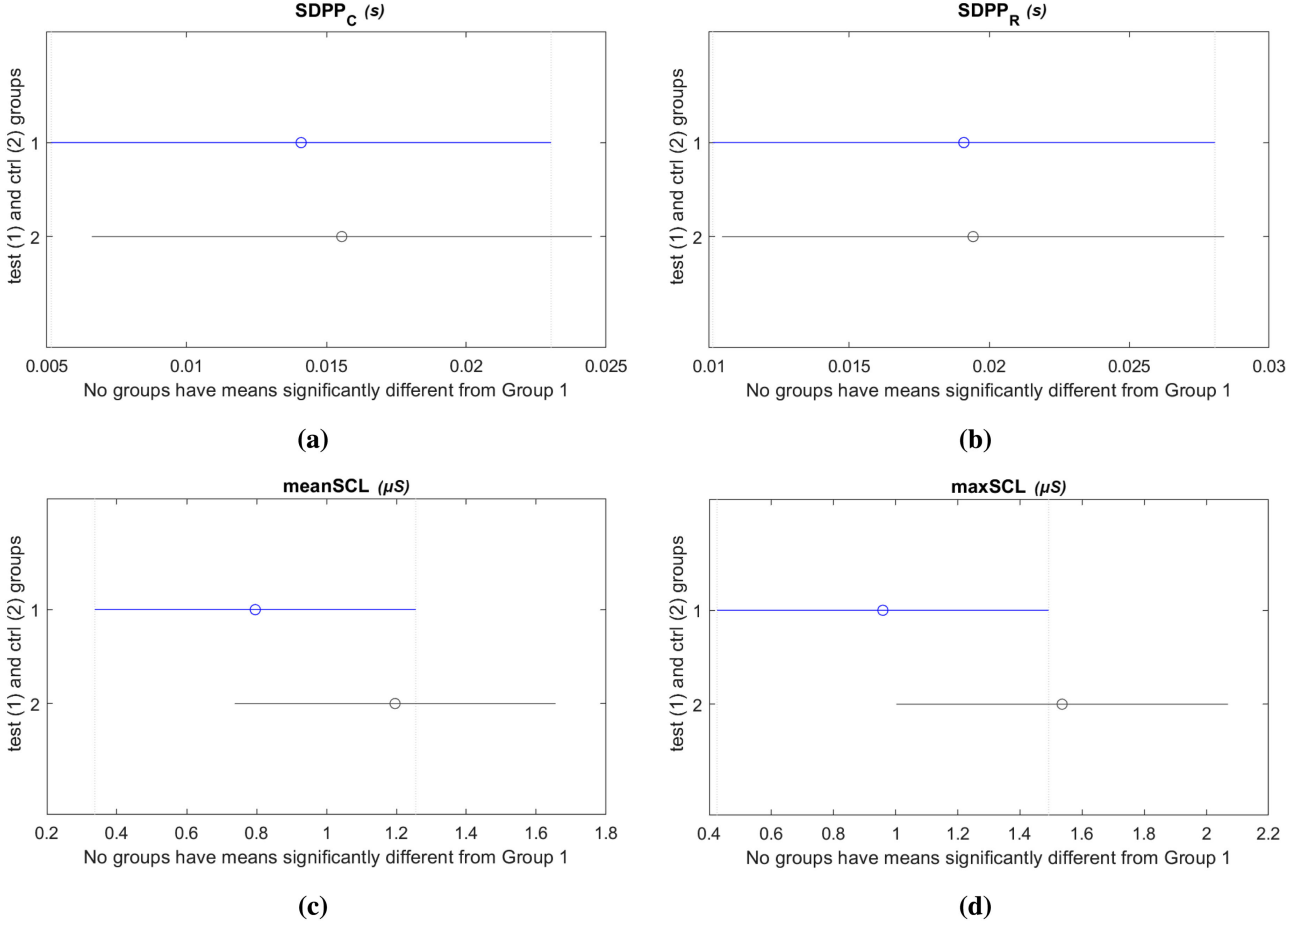 SDPP_C (s)
test (1) and ctrl (2) groups
1
2
0.005 0.01 0.015 0.02 0.025
No groups have means significantly different from Group 1
(a)
SDPP_R (s)
test (1) and ctrl (2) groups
1
2
0.01 0.015 0.02 0.025 0.03
No groups have means significantly different from Group 1
(b)
meanSCL (µS)
test (1) and ctrl (2) groups
1
2
0.2 0.4 0.6 0.8 1 1.2 1.4 1.6 1.8
No groups have means significantly different from Group 1
(c)
maxSCL (µS)
test (1) and ctrl (2) groups
1
2
0.4 0.6 0.8 1 1.2 1.4 1.6 1.8 2 2.2
No groups have means significantly different from Group 1
(d)